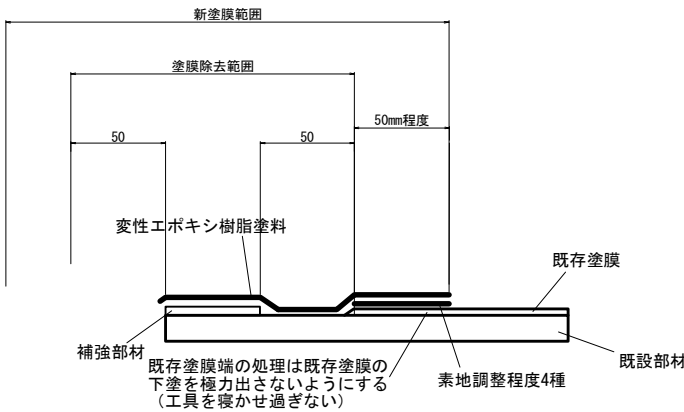 新塗膜範囲
塗膜除去範囲
50mm程度
50
50
変性エポキシ樹脂塗料
既存塗膜
補強部材
既存塗膜端の処理は既存塗膜の
下塗を極力出さないようにする
（工具を寝かせ過ぎない）
素地調整程度4種
既設部材